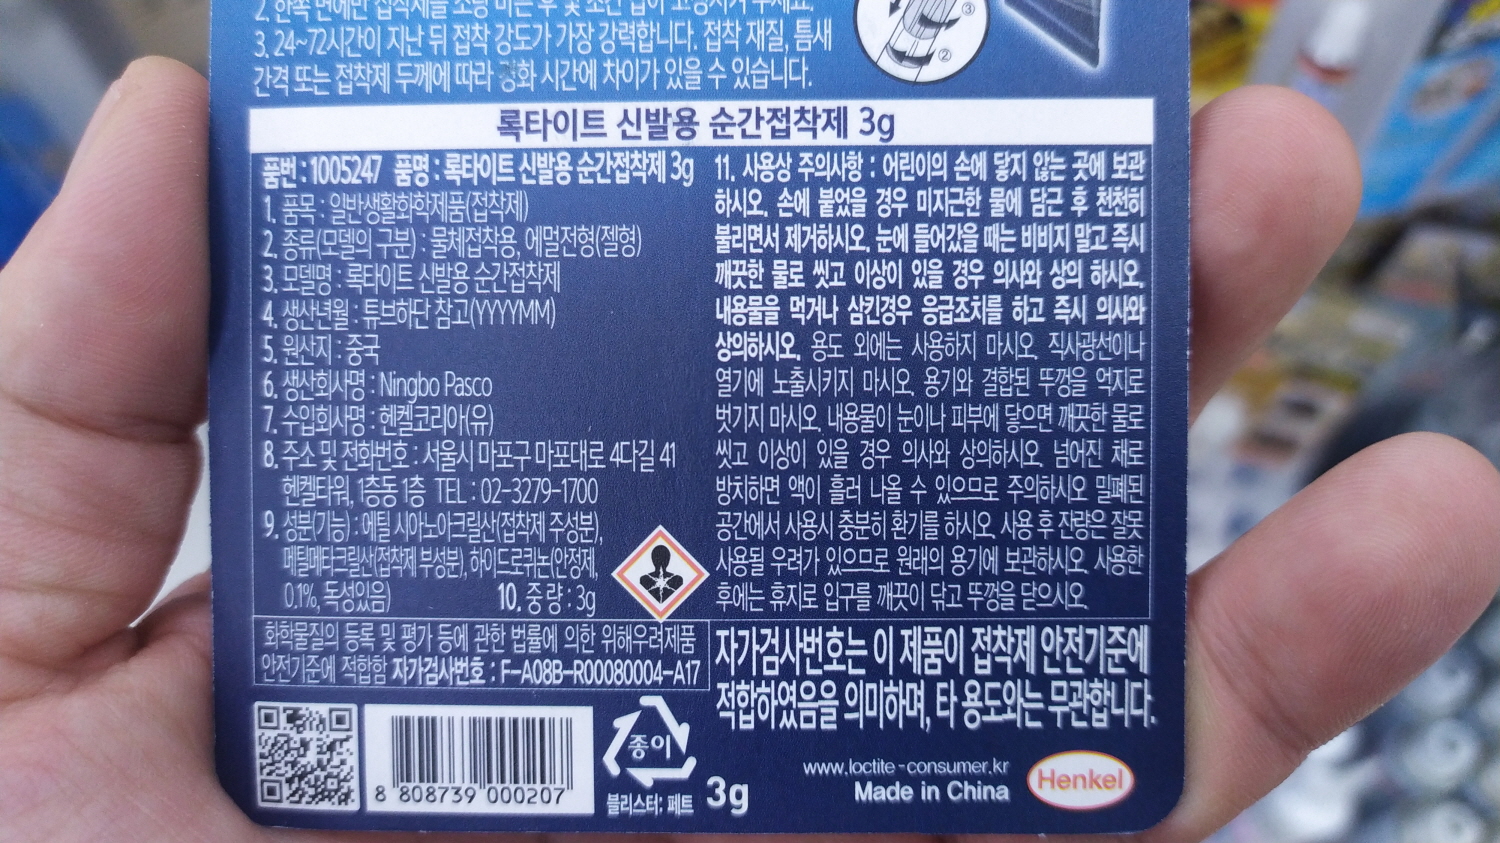 2. 한쪽 면에만 접착제를 소량 바른 후 몇 초간 잡아 고정시켜 주세요.
3. 24~72시간이 지난 뒤 접착 강도가 가장 강력합니다. 접착 재질, 틈새
간격 또는 접착제 두께에 따라 경화 시간에 차이가 있을 수 있습니다.
③
②
록타이트 신발용 순간접착제 3g
품번 : 1005247 품명 : 록타이트 신발용 순간접착제 3g
1. 품목 : 일반생활화학제품(접착제)
2. 종류(모델의 구분) : 물체접착용, 에멀전형(젤형)
3. 모델명 : 록타이트 신발용 순간접착제
4. 생산년월 : 튜브하단 참고(YYYYMM)
5. 원산지 : 중국
6. 생산회사명 : Ningbo Pasco
7. 수입회사명 : 헨켈코리아(유)
8. 주소 및 전화번호 : 서울시 마포구 마포대로 4다길 41
헨켈타워, 1층동 1층 TEL : 02-3279-1700
9. 성분(기능) : 에틸 시아노아크릴산(접착제 주성분),
메틸메타크릴산(접착제 부성분), 하이드로퀴논(안정제,
0.1%, 독성있음) 10. 중량 : 3g
11. 사용상 주의사항 : 어린이의 손에 닿지 않는 곳에 보관
하시오. 손에 붙었을 경우 미지근한 물에 담근 후 천천히
불리면서 제거하시오. 눈에 들어갔을 때는 비비지 말고 즉시
깨끗한 물로 씻고 이상이 있을 경우 의사와 상의 하시오.
내용물을 먹거나 삼킨경우 응급조치를 하고 즉시 의사와
상의하시오. 용도 외에는 사용하지 마시오. 직사광선이나
열기에 노출시키지 마시오. 용기와 결합된 뚜껑을 억지로
벗기지 마시오. 내용물이 눈이나 피부에 닿으면 깨끗한 물로
씻고 이상이 있을 경우 의사와 상의하시오. 넘어진 채로
방치하면 액이 흘러 나올 수 있으므로 주의하시오. 밀폐된
공간에서 사용시 충분히 환기를 하시오. 사용 후 잔량은 잘못
사용될 우려가 있으므로 원래의 용기에 보관하시오. 사용한
후에는 휴지로 입구를 깨끗이 닦고 뚜껑을 닫으시오.
화학물질의 등록 및 평가 등에 관한 법률에 의한 위해우려제품
안전기준에 적합함 자가검사번호 : F-A08B-R00080004-A17
자가검사번호는 이 제품이 접착제 안전기준에
적합하였음을 의미하며, 타 용도와는 무관합니다.
8 808739 000207
종이
블리스터: 페트
3g
www.loctite-consumer.kr
Made in China
Henkel